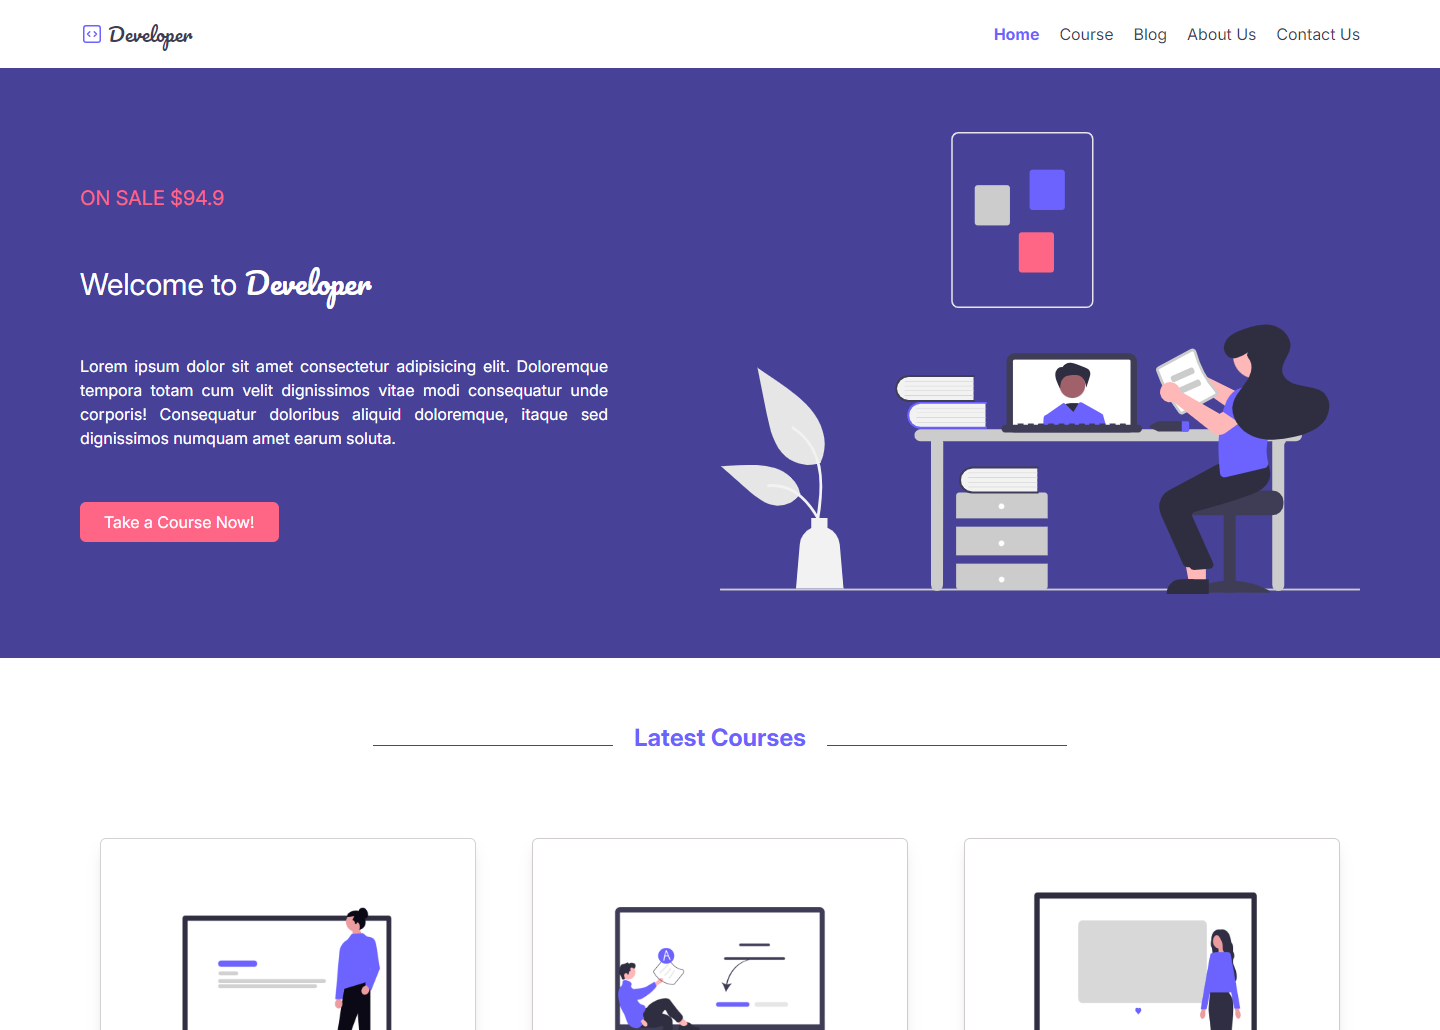 Developer
Home Course Blog About Us Contact Us
ON SALE $94.9
Welcome to Developer
Lorem ipsum dolor sit amet consectetur adipisicing elit. Doloremque
tempora totam cum velit dignissimos vitae modi consequatur unde
corporis! Consequatur doloribus aliquid doloremque, itaque sed
dignissimos numquam amet earum soluta.
Take a Course Now!
Latest Courses
A